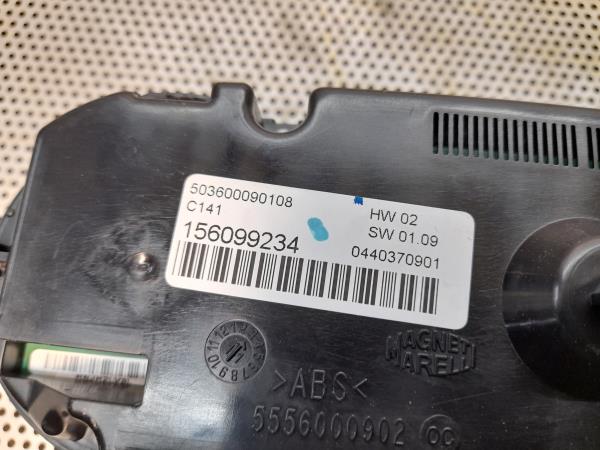 503600090108
HW 02
C141
SW 01.09
156099234
0440370901
MAGNETI
MARELLI
>ABS<
5556000902